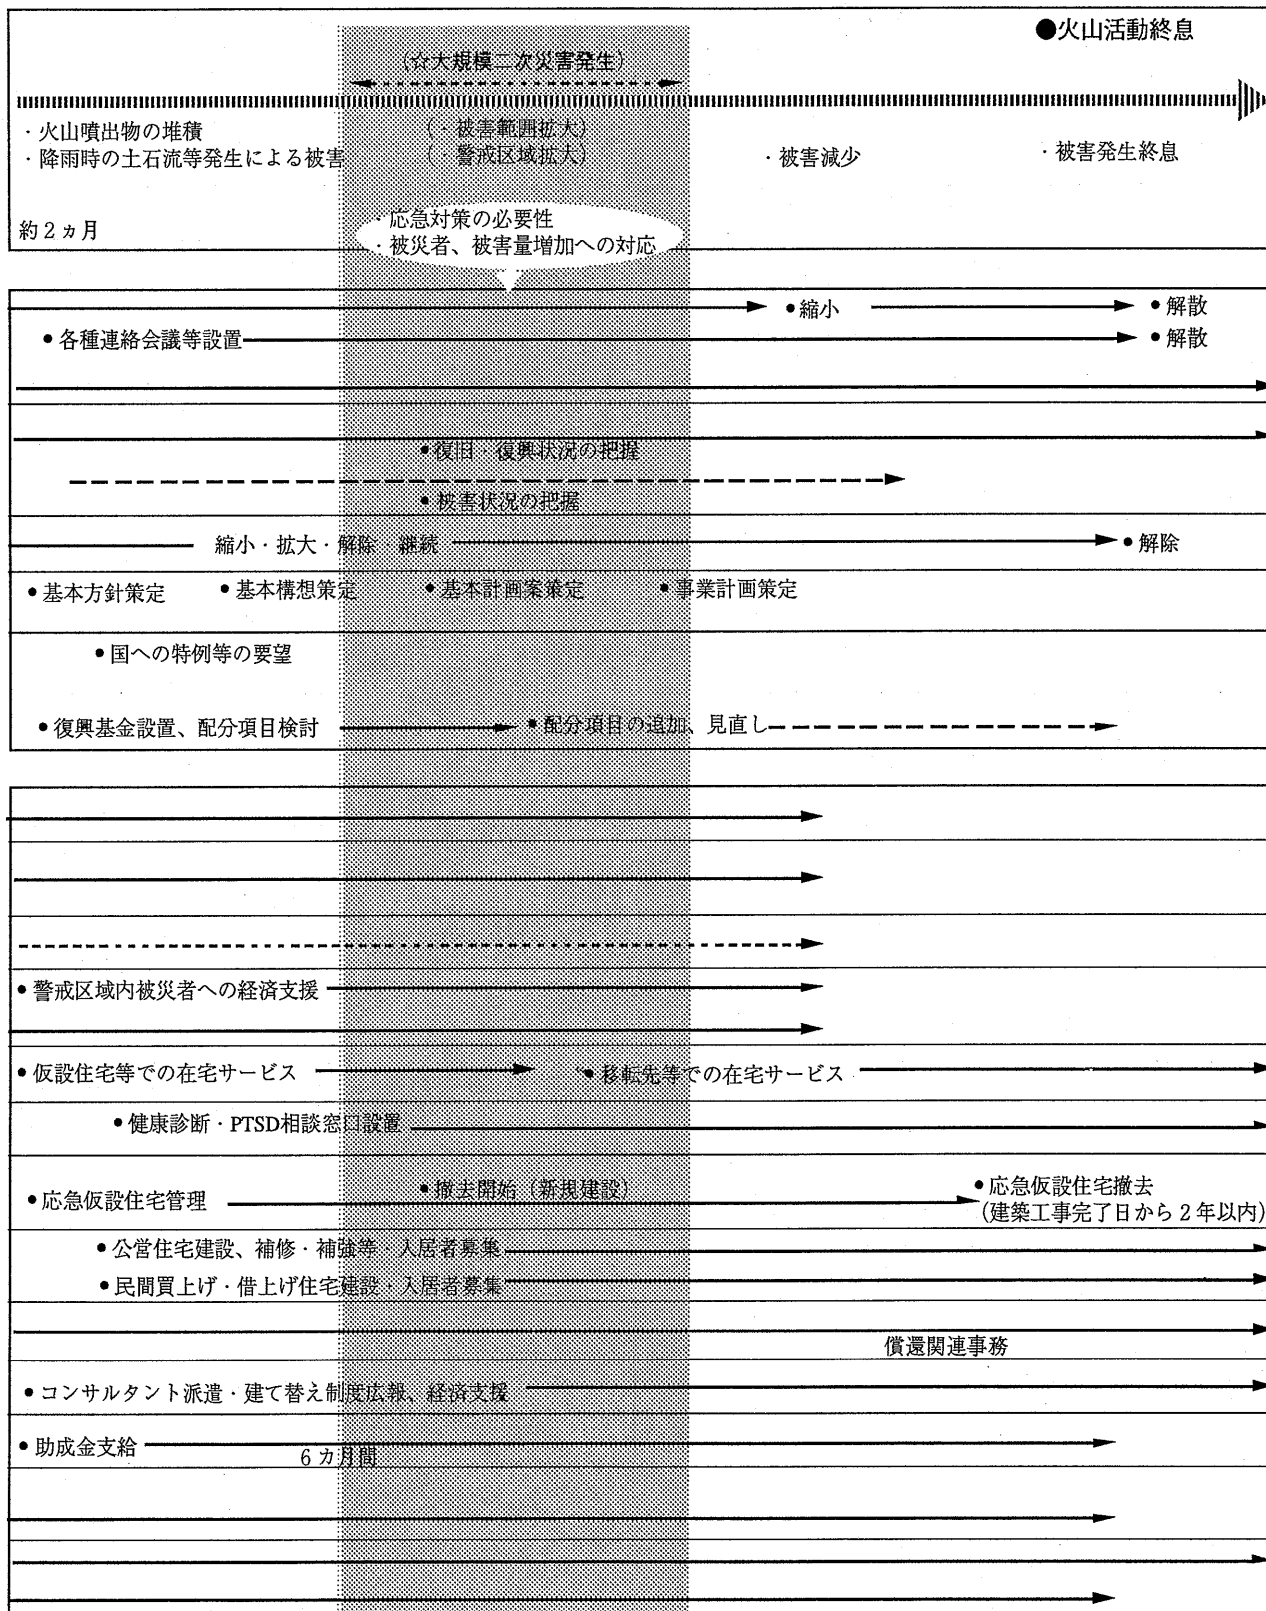 ●火山活動終息
(☆大規模二次災害発生)
・火山噴出物の堆積
・降雨時の土石流等発生による被害
(・被害範囲拡大)
(・警戒区域拡大)
・被害減少
・被害発生終息
約2ヵ月
・応急対策の必要性
・被災者、被害量増加への対応
●縮小
●解散
●各種連絡会議等設置
●解散
●復旧・復興状況の把握
●被害状況の把握
縮小・拡大・解除・継続
●解除
●基本方針策定
●基本構想策定
●基本計画案策定
●事業計画策定
●国への特例等の要望
●復興基金設置、配分項目検討
●配分項目の追加、見直し
●警戒区域内被災者への経済支援
●仮設住宅等での在宅サービス
●移転先等での在宅サービス
●健康診断・PTSD相談窓口設置
●応急仮設住宅管理
●撤去開始(新規建設)
●応急仮設住宅撤去
(建築工事完了日から2年以内)
●公営住宅建設、補修・補強等・入居者募集
●民間買上げ・借上げ住宅建設・入居者募集
償還関連事務
●コンサルタント派遣・建て替え制度広報、経済支援
●助成金支給
6カ月間